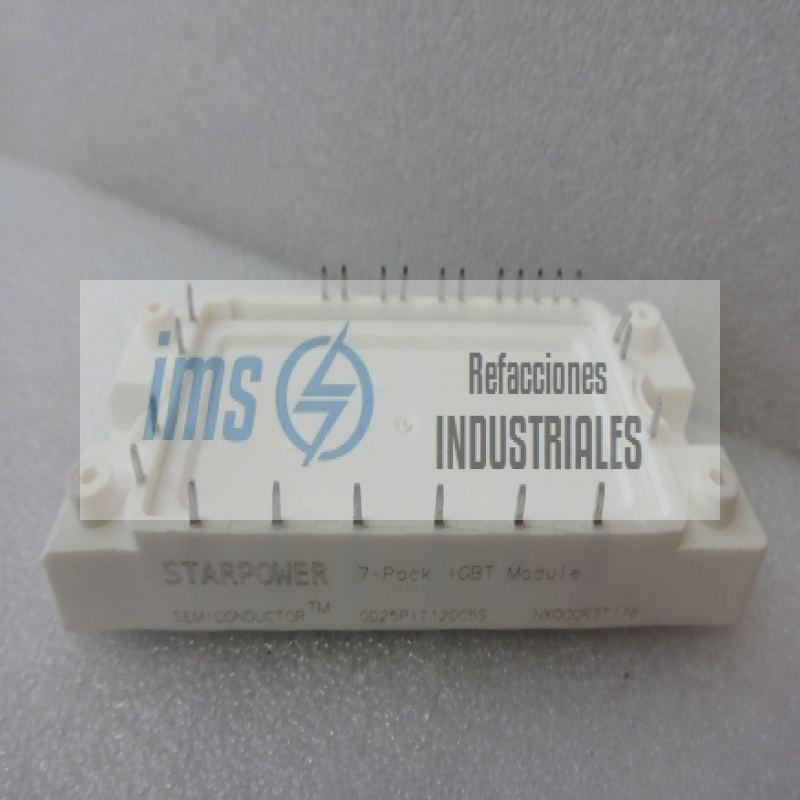 ims
Refacciones
INDUSTRIALES
STARPOWER 7-Pack IGBT Module
SEMICONDUCTOR™ GD25PIT120C5S